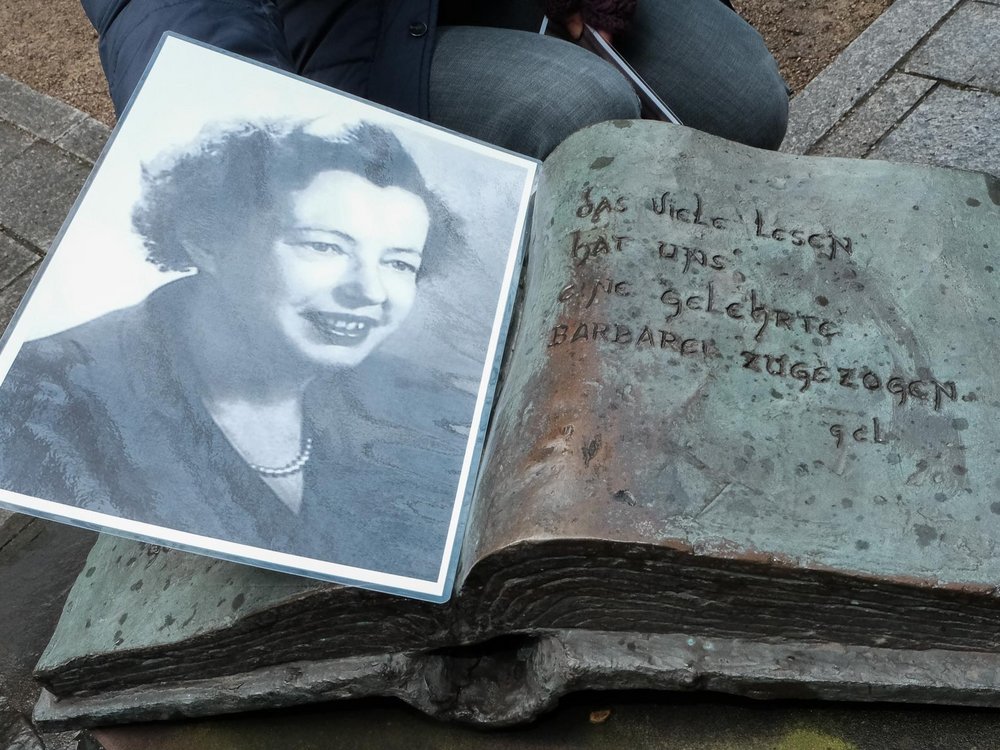 das viele Lesen
hat uns
eine gelehrte
BARBAREI zugezogen
gcl